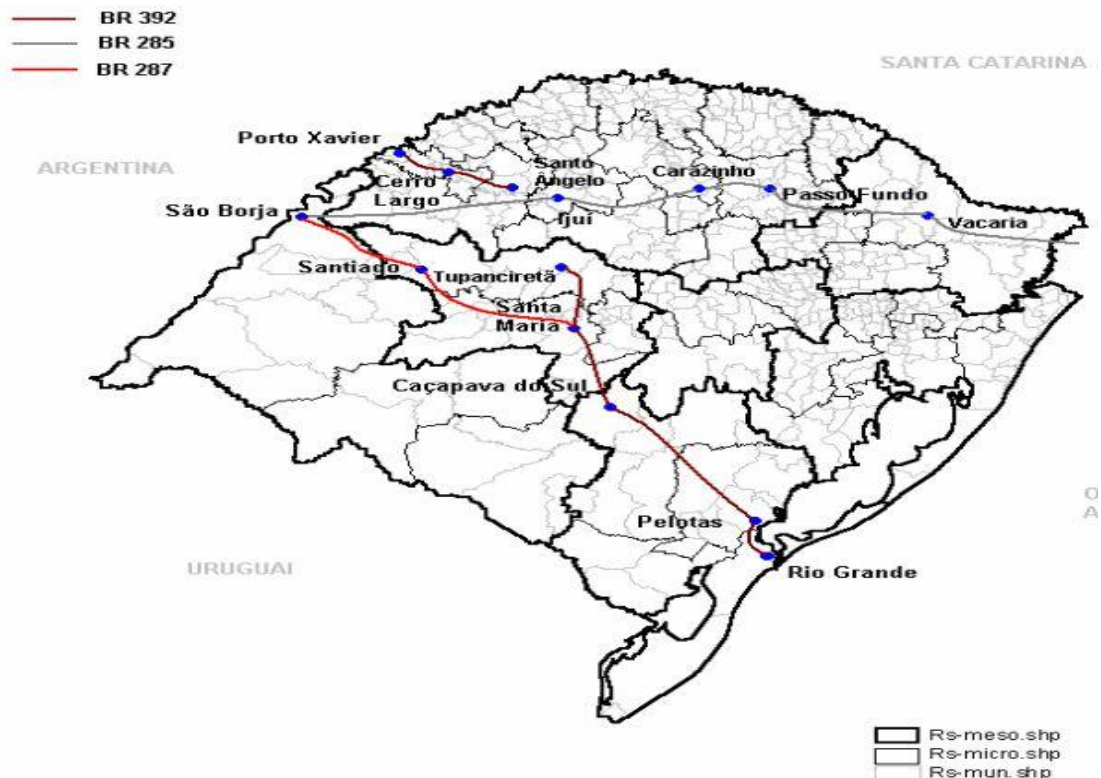 BR 392
BR 285
BR 287
SANTA CATARINA
ARGENTINA
Porto Xavier
Cerro
Largo
Santo
Ângelo
Carazinho
São Borja
Ijuí
Passo Fundo
Vacaria
Santiago
Tupanciretã
Santa
Maria
Caçapava do Sul
Pelotas
O
A
URUGUAI
Rio Grande
Rs-meso.shp
Rs-micro.shp
Rs-mun.shp